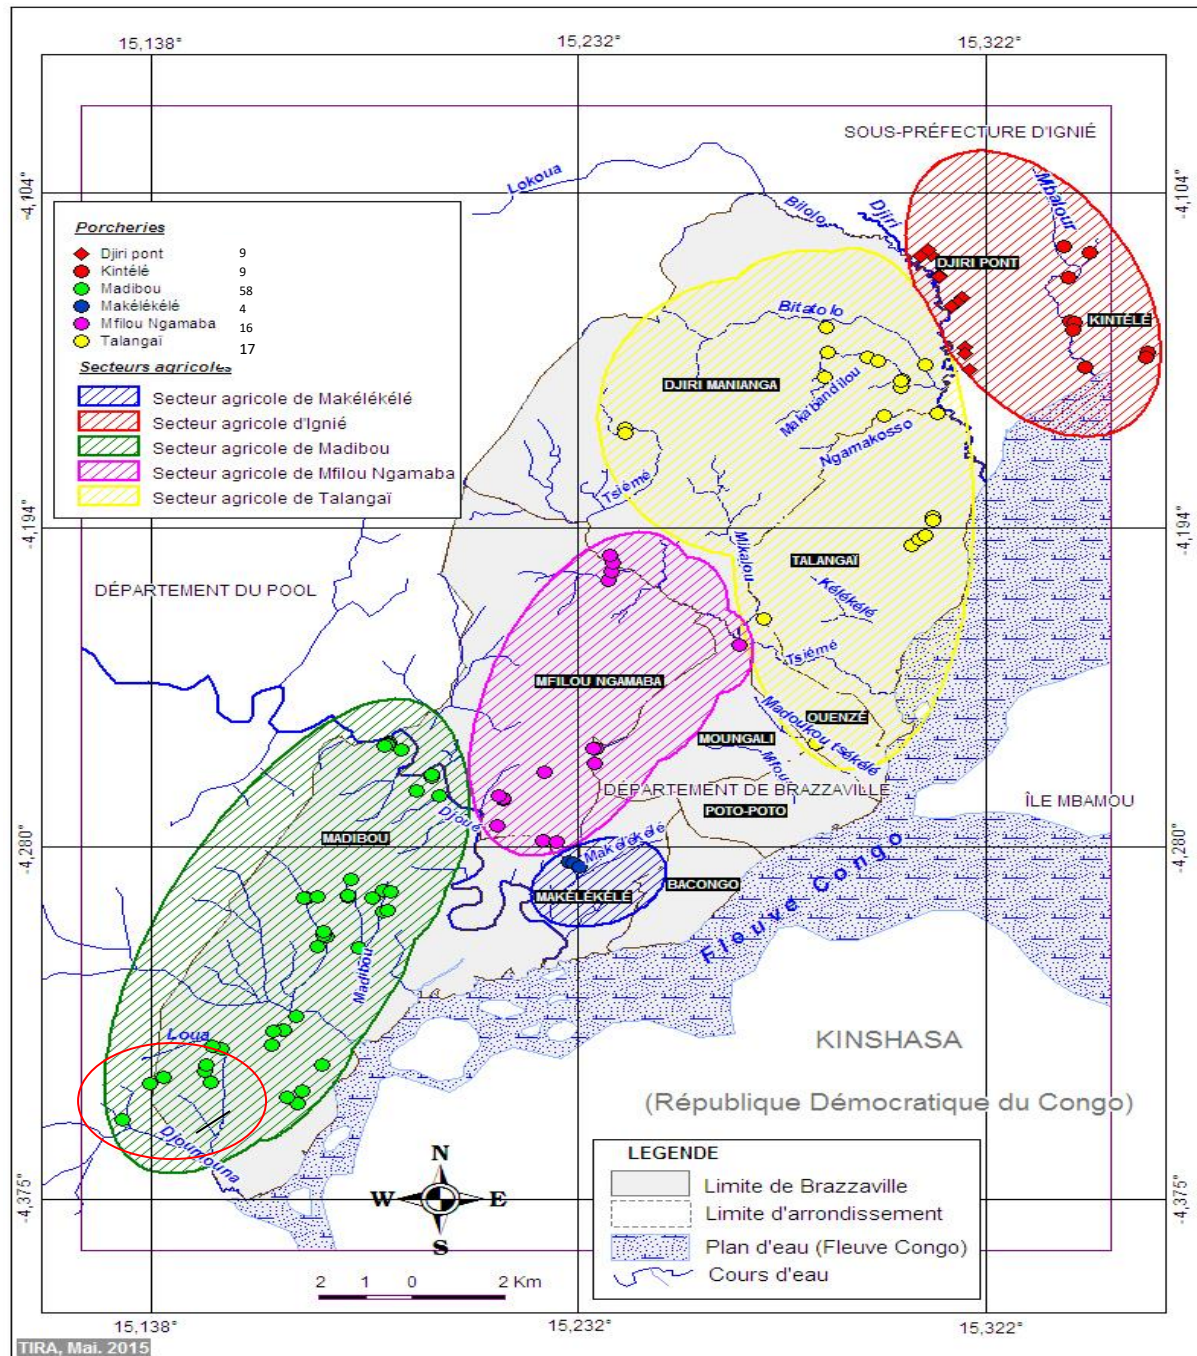 15,138° 15,232° 15,322°
SOUS-PRÉFECTURE D'IGNIÉ
-4,104° -4,104°
Lokoua
Bilolo
Djiri
Mbalour
Porcheries
Djiri pont 9
Kintélé 9
Madibou 58
Makélékélé 4
Mfilou Ngamaba 16
Talangaï 17
Secteurs agricoles
Secteur agricole de Makélékélé
Secteur agricole d'Ignié
Secteur agricole de Madibou
Secteur agricole de Mfilou Ngamaba
Secteur agricole de Talangaï
DJIRI PONT
KINTÉLÉ
Bitatolo
DJIRI MANIANGA
Makabandilou
Ngamakosso
Tsiémé
-4,194° -4,194°
Mikalou
TALANGAÏ
DÉPARTEMENT DU POOL
Kélékélé
Tsiémé
MFILOU NGAMABA
OUENZÉ
Madoukou tsékélé
MOUNGALI
Mfoua
DÉPARTEMENT DE BRAZZAVILLE
ÎLE MBAMOU
POTO-POTO
Djoué
MADIBOU
Makélékélé
-4,280° -4,280°
BACONGO
MAKÉLÉKÉLÉ
Fleuve Congo
Madibou
Loua
KINSHASA
(République Démocratique du Congo)
Djoumouna
N
W E
S
-4,375° -4,375°
LEGENDE
Limite de Brazzaville
Limite d'arrondissement
Plan d'eau (Fleuve Congo)
Cours d'eau
2 1 0 2 Km
15,138° 15,232° 15,322°
TIRA, Mai. 2015